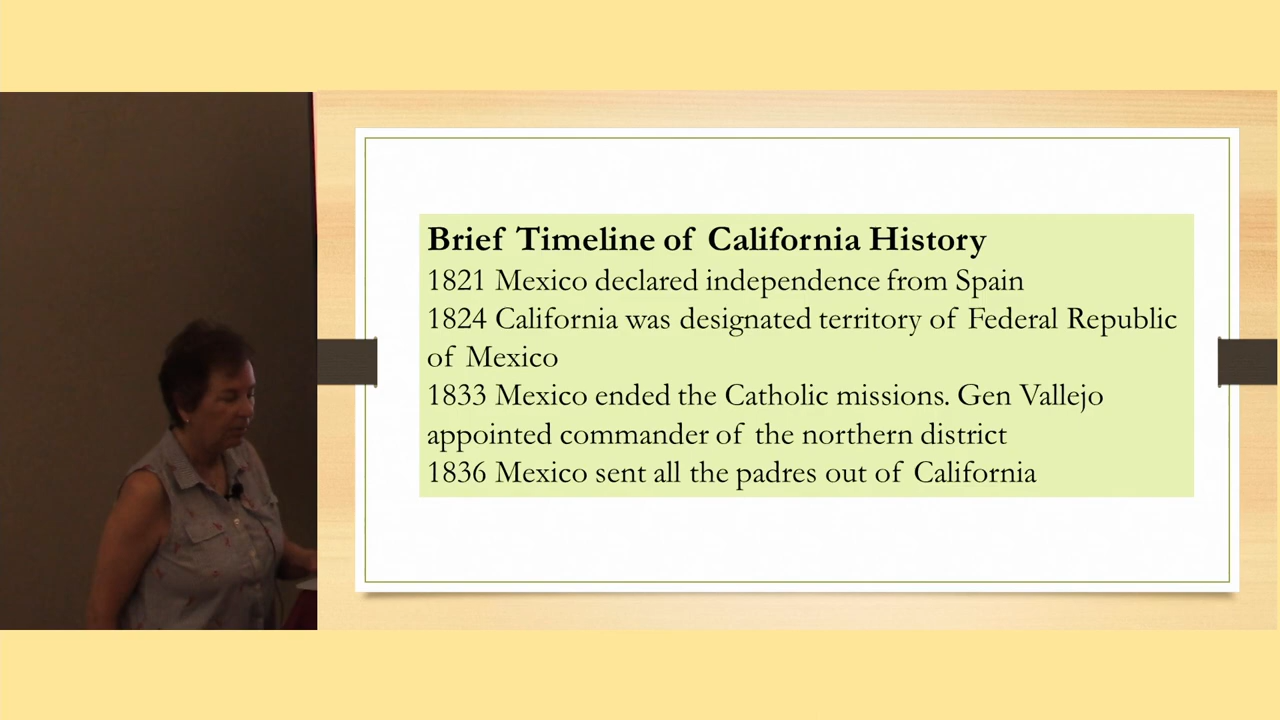 Brief Timeline of California History
1821 Mexico declared independence from Spain
1824 California was designated territory of Federal Republic
of Mexico
1833 Mexico ended the Catholic missions. Gen Vallejo
appointed commander of the northern district
1836 Mexico sent all the padres out of California